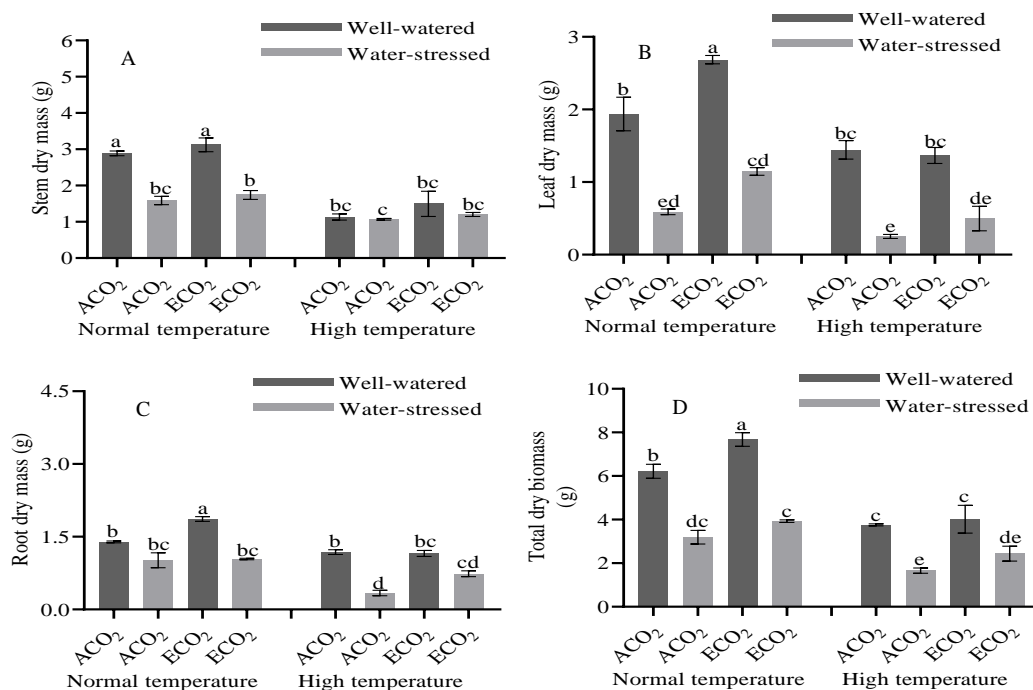 Well-watered
Water-stressed
A
Stem dry mass (g)
6
5
4
3
2
1
0
a
bc
a
b
bc
c
bc
bc
ACO2 ACO2 ECO2 ECO2 ACO2 ACO2 ECO2 ECO2
Normal temperature High temperature
Well-watered
Water-stressed
B
Leaf dry mass (g)
3
2
1
0
b
ed
a
cd
bc
e
bc
de
ACO2 ACO2 ECO2 ECO2 ACO2 ACO2 ECO2 ECO2
Normal temperature High temperature
Well-watered
Water-stressed
C
Root dry mass (g)
4.5
3.0
1.5
0.0
b
bc
a
bc
b
d
b
cd
ACO2 ACO2 ECO2 ECO2 ACO2 ACO2 ECO2 ECO2
Normal temperature High temperature
Well-watered
Water-stressed
D
Total dry biomass
(g)
10
8
6
4
2
0
b
dc
a
c
c
e
c
de
ACO2 ACO2 ECO2 ECO2 ACO2 ACO2 ECO2 ECO2
Normal temperature High temperature